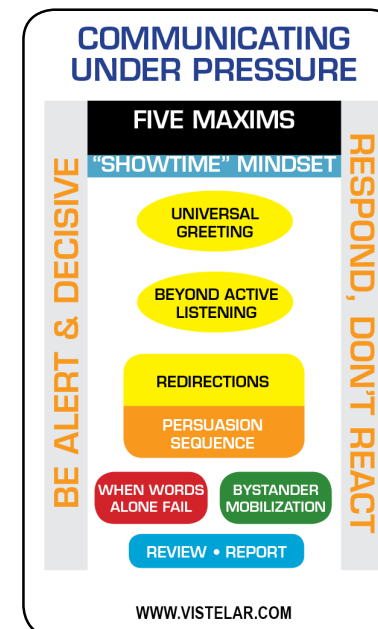 COMMUNICATING
UNDER PRESSURE
BE ALERT & DECISIVE
FIVE MAXIMS
“SHOWTIME” MINDSET
UNIVERSAL
GREETING
BEYOND ACTIVE
LISTENING
REDIRECTIONS
PERSUASION
SEQUENCE
WHEN WORDS
ALONE FAIL
BYSTANDER
MOBILIZATION
REVIEW • REPORT
RESPOND, DON'T REACT
WWW.VISTELAR.COM